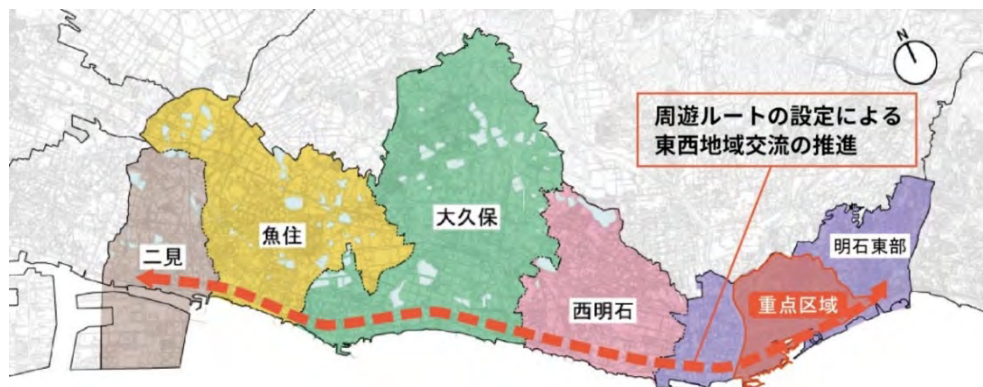 N
周遊ルートの設定による
東西地域交流の推進
大久保
魚住
二見
明石東部
重点区域
西明石